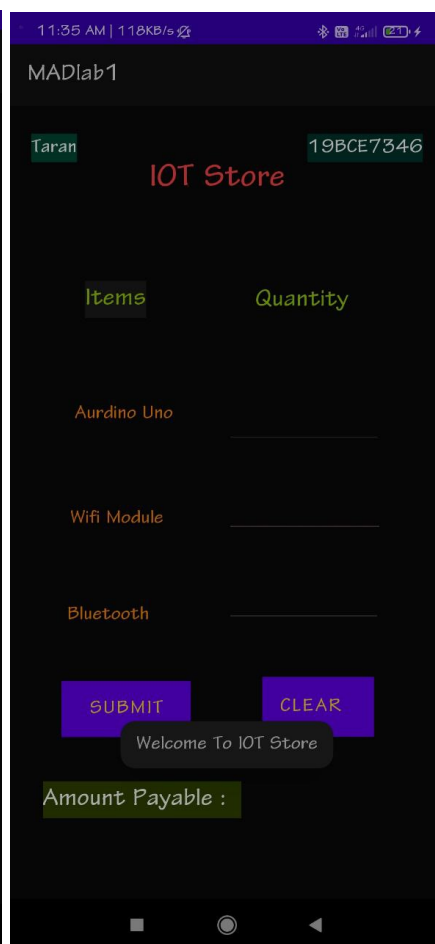 11:35 AM | 118KB/s
27
MADlab1
Taran
19BCE7346
IOT Store
Items Quantity
Aurdino Uno
Wifi Module
Bluetooth
SUBMIT CLEAR
Welcome To IOT Store
Amount Payable :